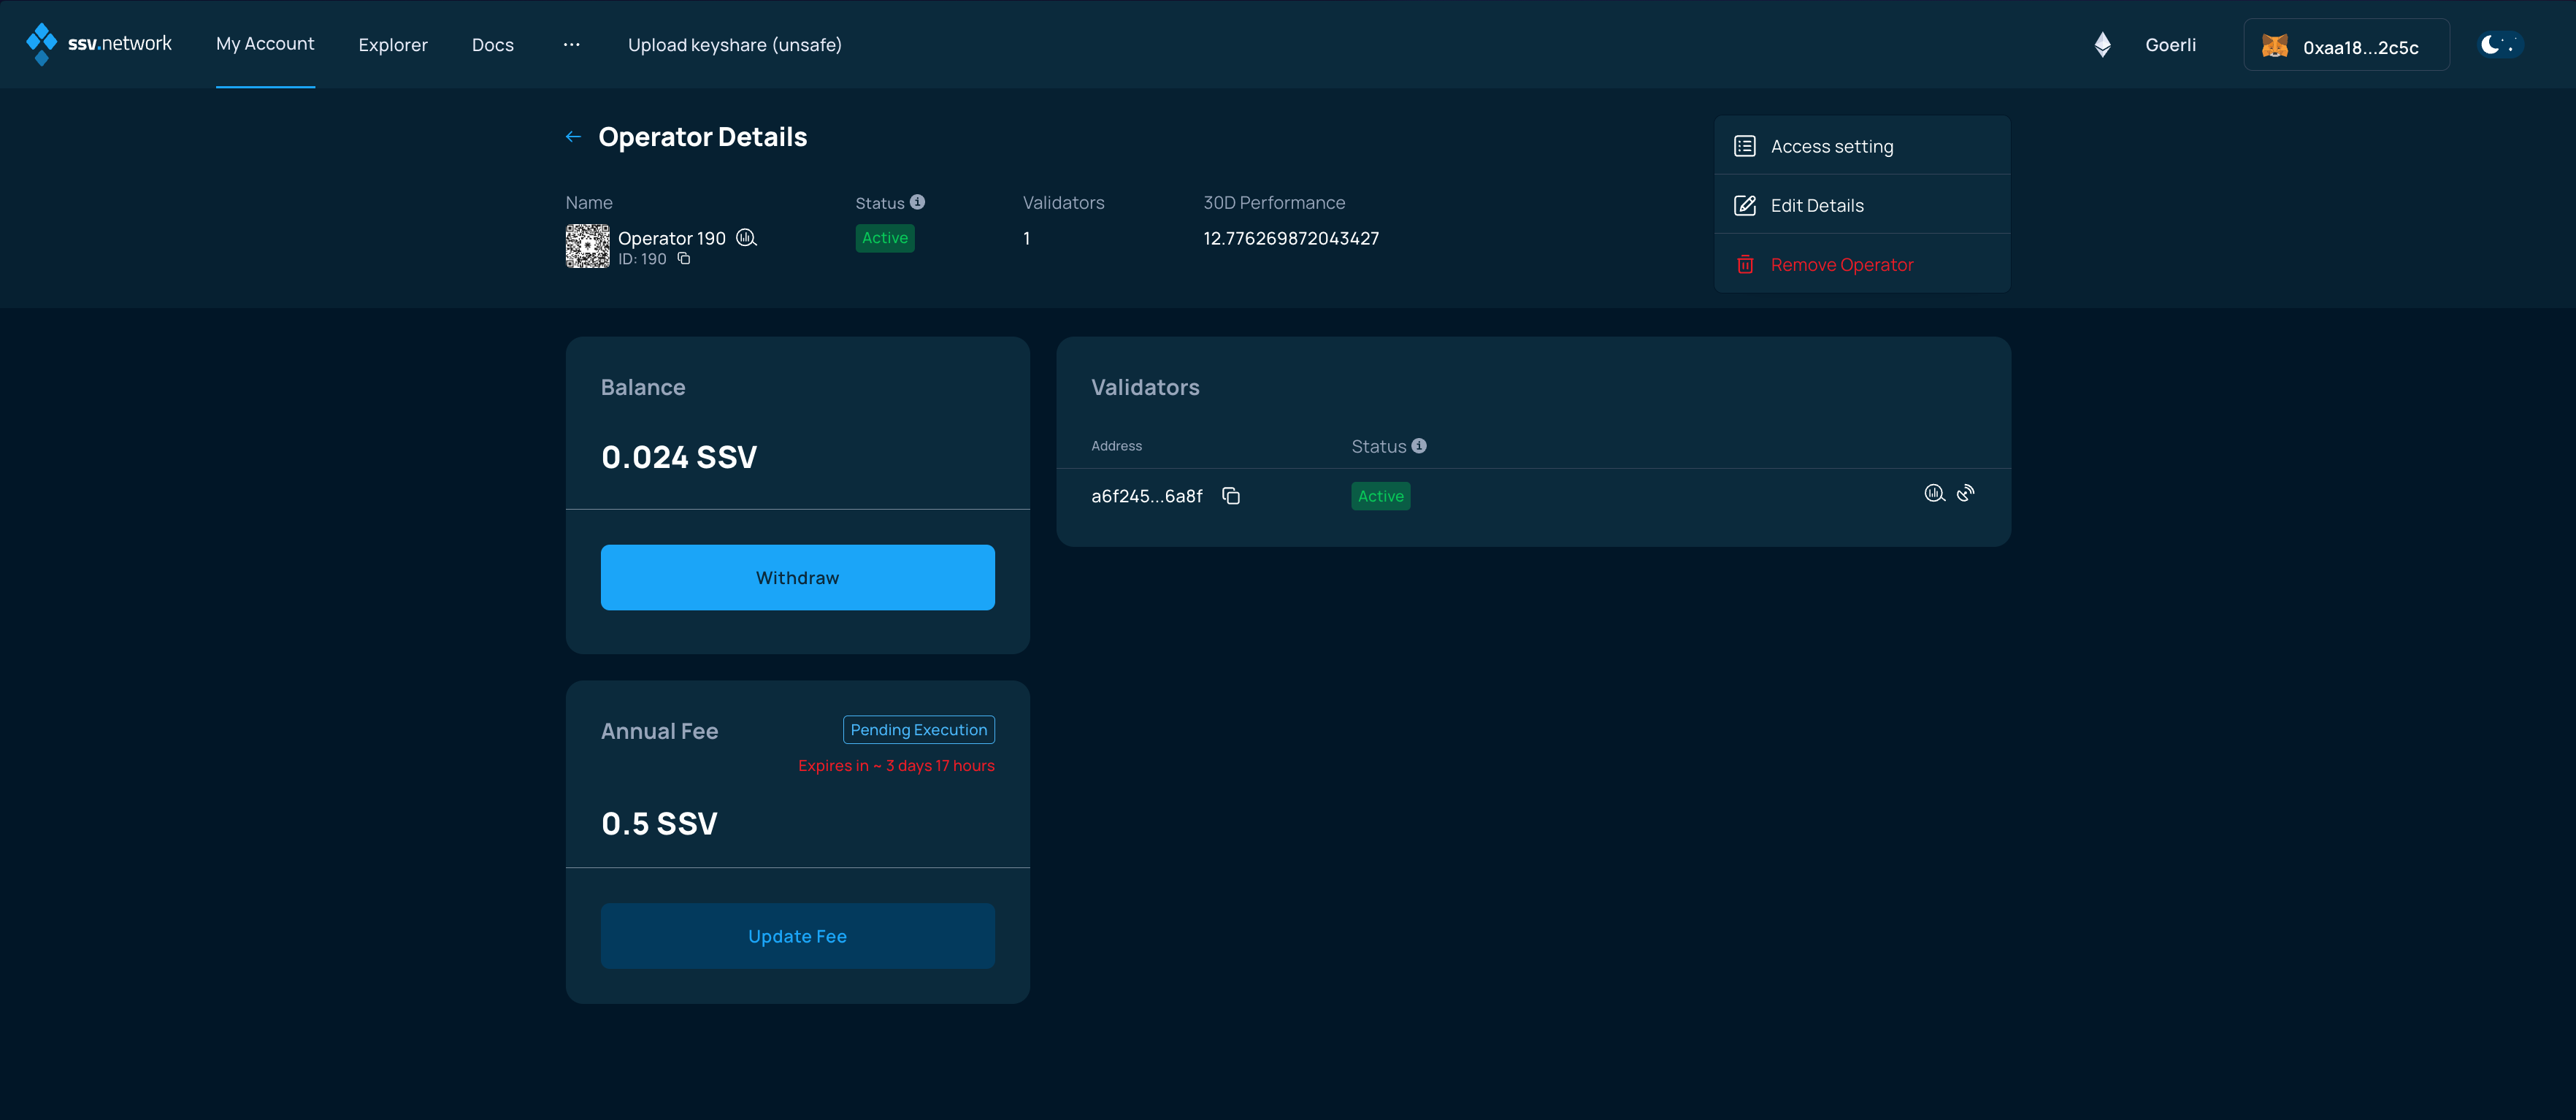 ssv.network
My Account
Explorer
Docs
...
Upload keyshare (unsafe)
Goerli
0xaa18...2c5c
Operator Details
Access setting
Edit Details
Remove Operator
Name
Status
Validators
30D Performance
Operator 190
ID: 190
Active
1
12.776269872043427
Balance
0.024 SSV
Withdraw
Validators
Address
Status
a6f245...6a8f
Active
Annual Fee
Pending Execution
Expires in ~ 3 days 17 hours
0.5 SSV
Update Fee